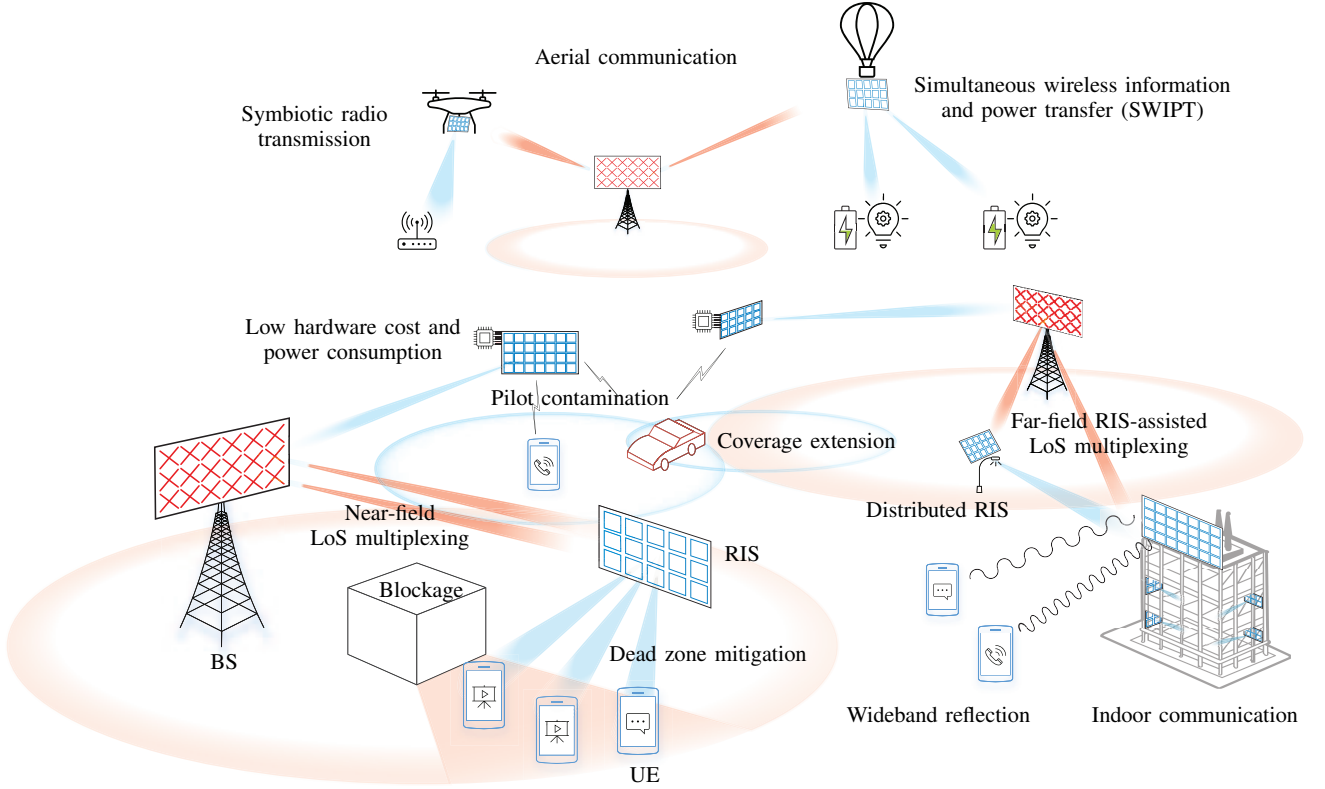 Aerial communication
Simultaneous wireless information
and power transfer (SWIPT)
Symbiotic radio
transmission
Low hardware cost and
power consumption
Pilot contamination
Coverage extension
Far-field RIS-assisted
LoS multiplexing
Distributed RIS
Near-field
LoS multiplexing
RIS
Blockage
BS
Dead zone mitigation
Wideband reflection
Indoor communication
UE